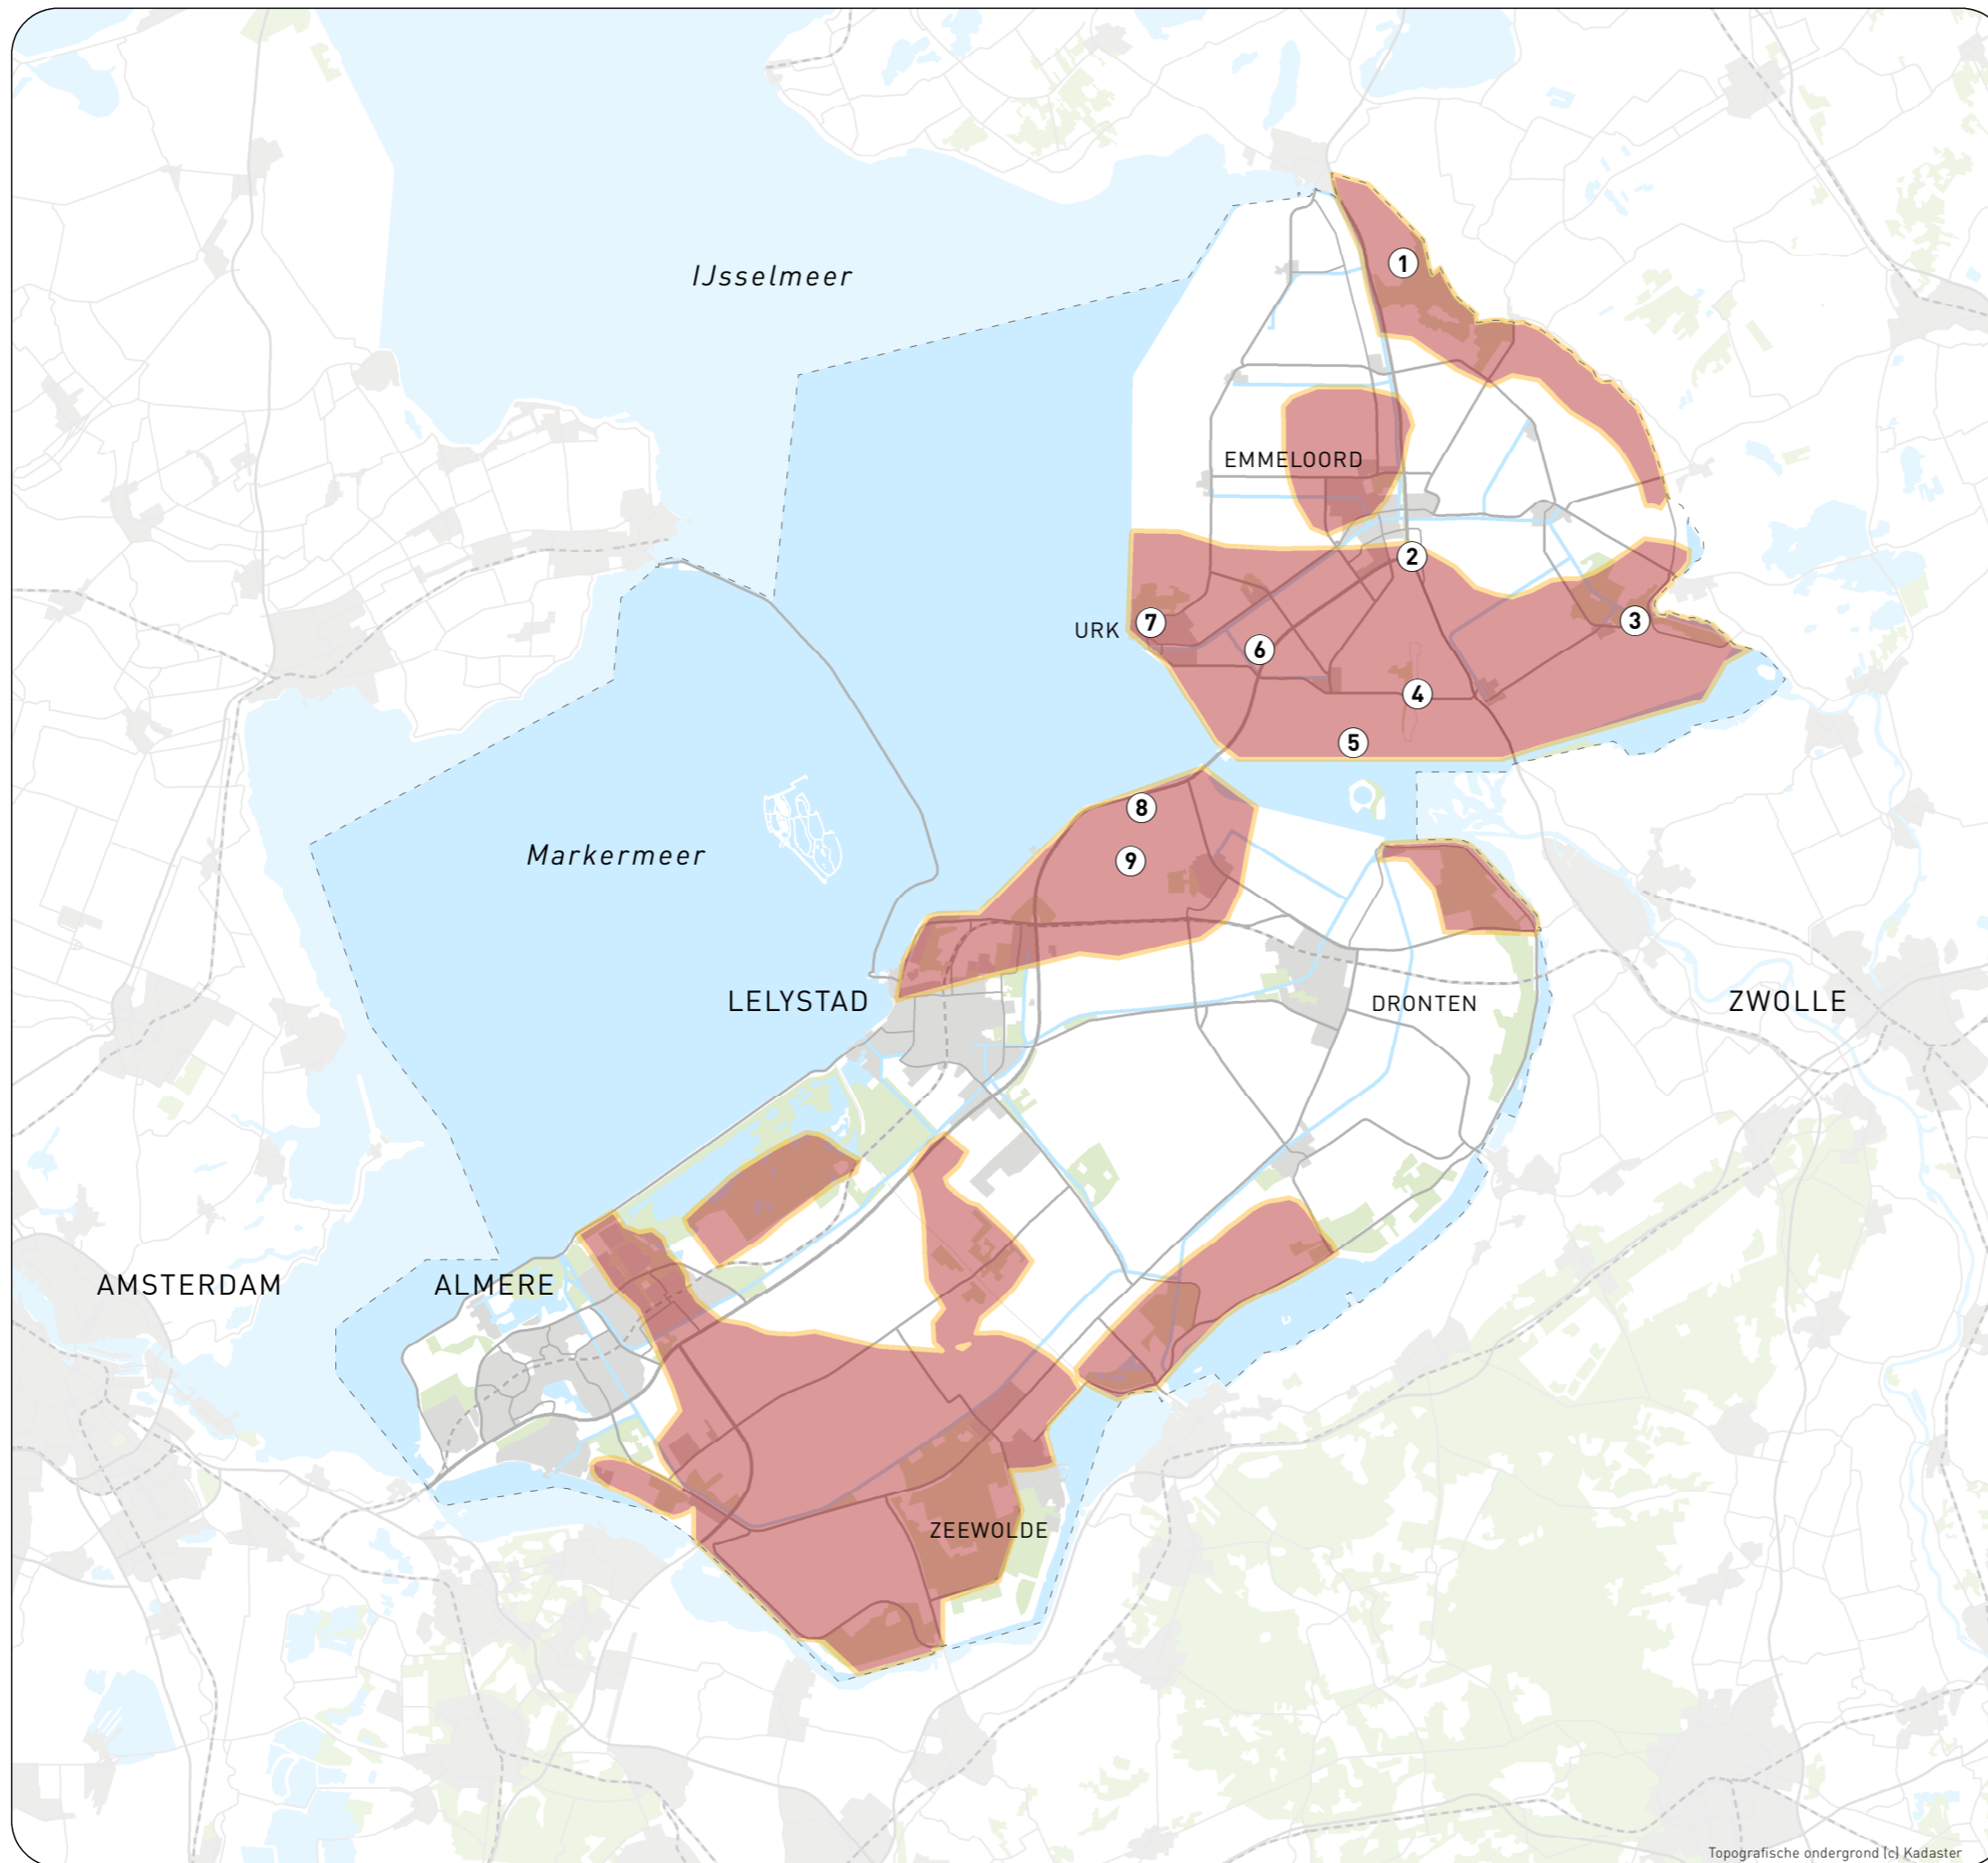 1
IJsselmeer
EMMELOORD
2
7
3
URK
6
4
5
8
Markermeer
9
LELYSTAD
DRONTEN
ZWOLLE
AMSTERDAM
ALMERE
ZEEWOLDE
Topografische ondergrond (c) Kadaster